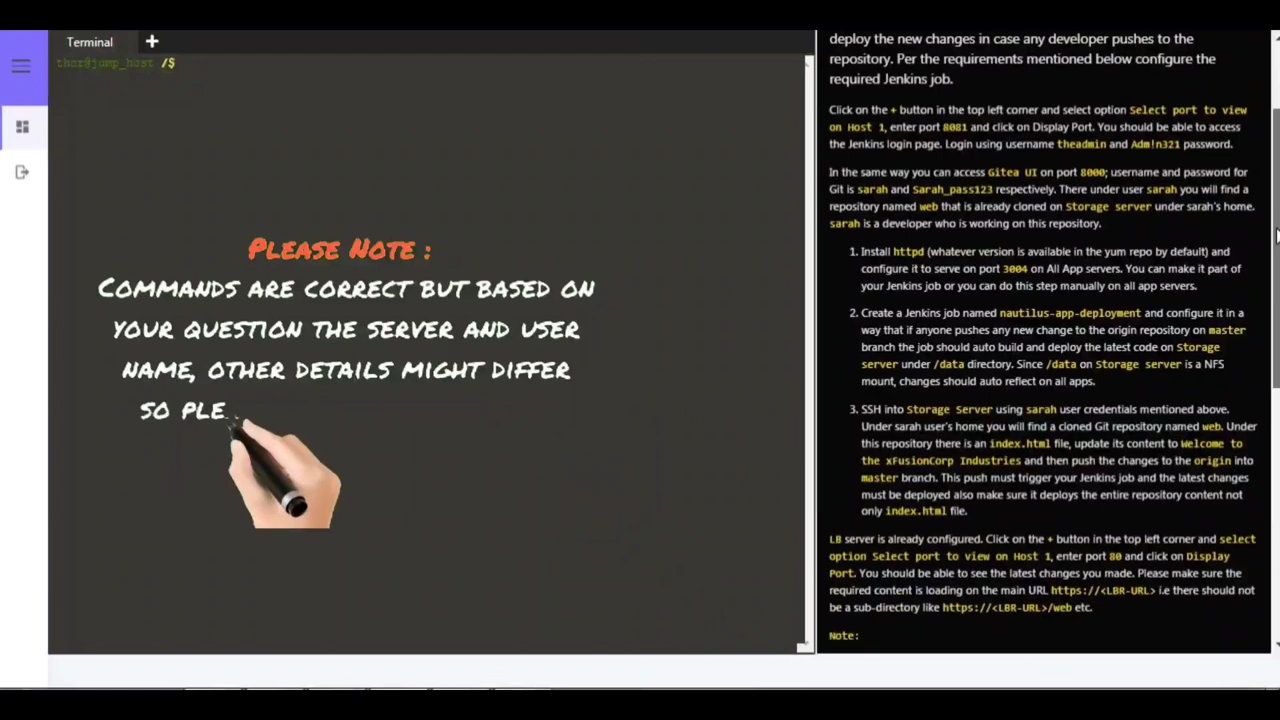 Terminal +
thor@jump_host /$
PLEASE NOTE :
COMMANDS ARE CORRECT BUT BASED ON
YOUR QUESTION THE SERVER AND USER
NAME, OTHER DETAILS MIGHT DIFFER
SO PLE
deploy the new changes in case any developer pushes to the
repository. Per the requirements mentioned below configure the
required Jenkins job.
Click on the + button in the top left corner and select option Select port to view
on Host 1, enter port 8081 and click on Display Port. You should be able to access
the Jenkins login page. Login using username theadmin and Adm!n321 password.
In the same way you can access Gitea UI on port 8000; username and password for
Git is sarah and Sarah_pass123 respectively. There under user sarah you will find a
repository named web that is already cloned on Storage server under sarah's home.
sarah is a developer who is working on this repository.
1. Install httpd (whatever version is available in the yum repo by default) and
configure it to serve on port 3004 on All App servers. You can make it part of
your Jenkins job or you can do this step manually on all app servers.
2. Create a Jenkins job named nautilus-app-deployment and configure it in a
way that if anyone pushes any new change to the origin repository on master
branch the job should auto build and deploy the latest code on Storage
server under /data directory. Since /data on Storage server is a NFS
mount, changes should auto reflect on all apps.
3. SSH into Storage Server using sarah user credentials mentioned above.
Under sarah user's home you will find a cloned Git repository named web. Under
this repository there is an index.html file, update its content to Welcome to
the xFusionCorp Industries and then push the changes to the origin into
master branch. This push must trigger your Jenkins job and the latest changes
must be deployed also make sure it deploys the entire repository content not
only index.html file.
LB server is already configured. Click on the + button in the top left corner and select
option Select port to view on Host 1, enter port 80 and click on Display
Port. You should be able to see the latest changes you made. Please make sure the
required content is loading on the main URL https://<LBR-URL> i.e there should not
be a sub-directory like https://<LBR-URL>/web etc.
Note: